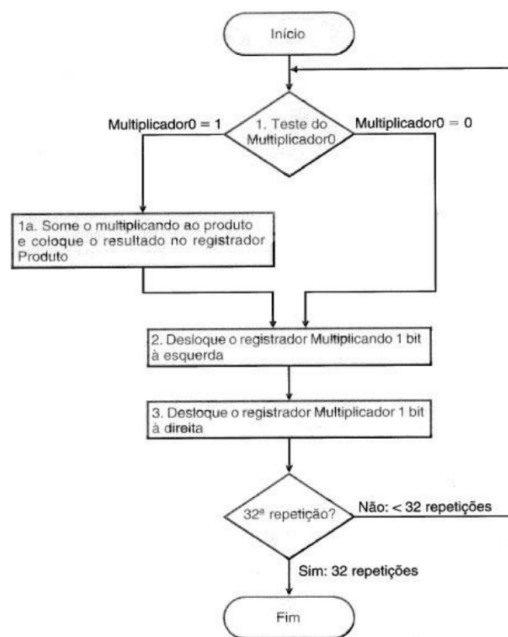 Início
Multiplicador0 = 1
1. Teste do
Multiplicador0
Multiplicador0 = 0
1a. Some o multiplicando ao produto
e coloque o resultado no registrador
Produto
2. Desloque o registrador Multiplicando 1 bit
à esquerda
3. Desloque o registrador Multiplicador 1 bit
à direita
32ª repetição?
Não: < 32 repetições
Sim: 32 repetições
Fim